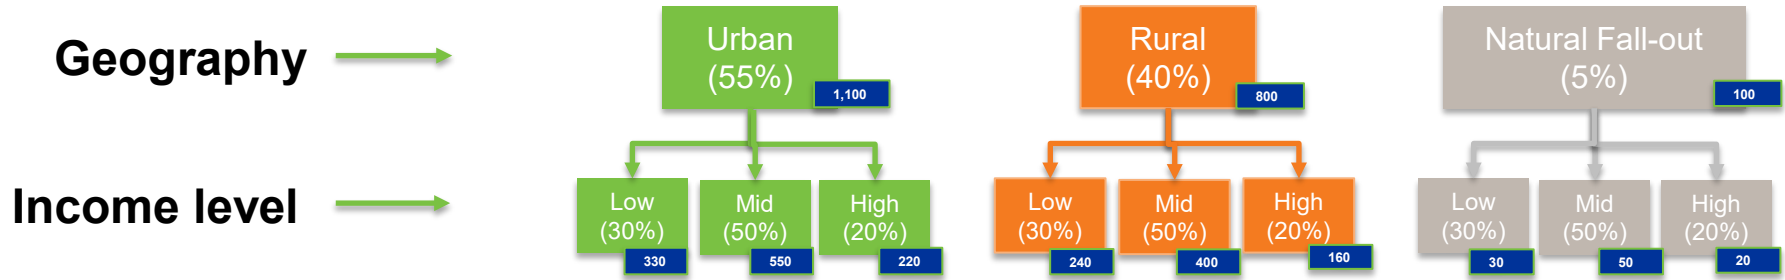 Geography
Urban
(55%)
1,100
Rural
(40%)
800
Natural Fall-out
(5%)
100
Income level
Low
(30%)
330
Mid
(50%)
550
High
(20%)
220
Low
(30%)
240
Mid
(50%)
400
High
(20%)
160
Low
(30%)
30
Mid
(50%)
50
High
(20%)
20